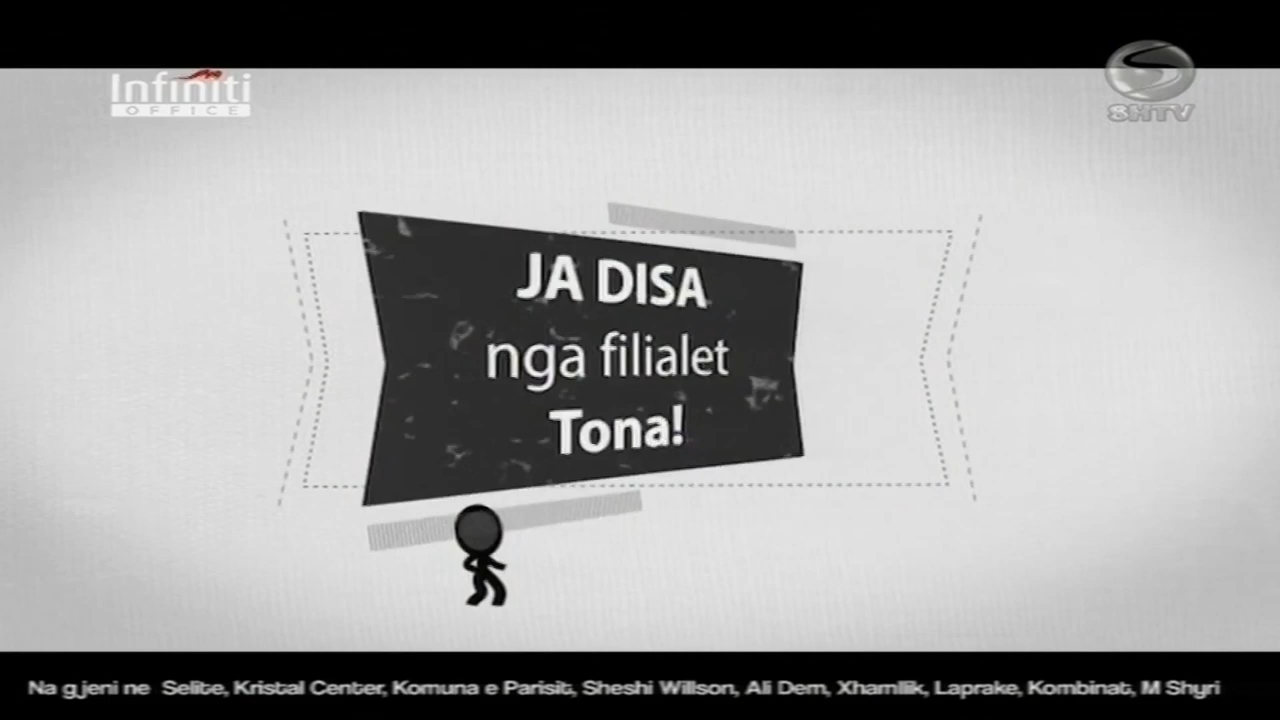 Infiniti
OFFICE
SHTV
JA DISA
nga filialet
Tona!
Na gjeni ne Selite, Kristal Center, Komuna e Parisit, Sheshi Willson, Ali Dem, Xhamllik, Laprake, Kombinat, M Shyri